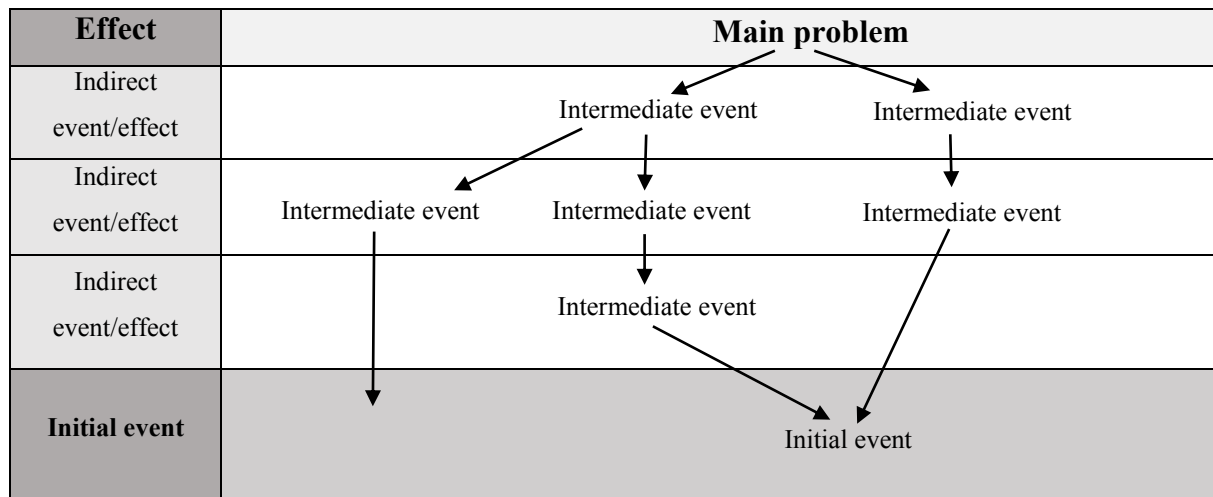 Effect
Main problem
Indirect
event/effect
Intermediate event
Intermediate event
Indirect
event/effect
Intermediate event
Intermediate event
Intermediate event
Indirect
event/effect
Intermediate event
Initial event
Initial event